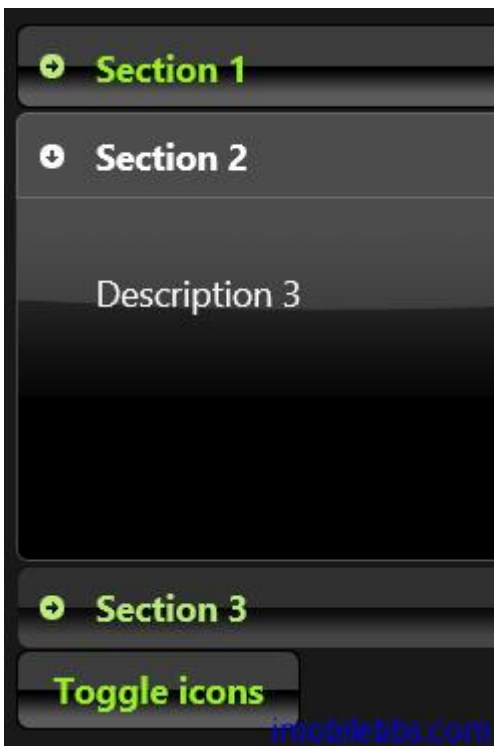 Section 1
Section 2
Description 3
Section 3
Toggle icons
imobilebbs.com